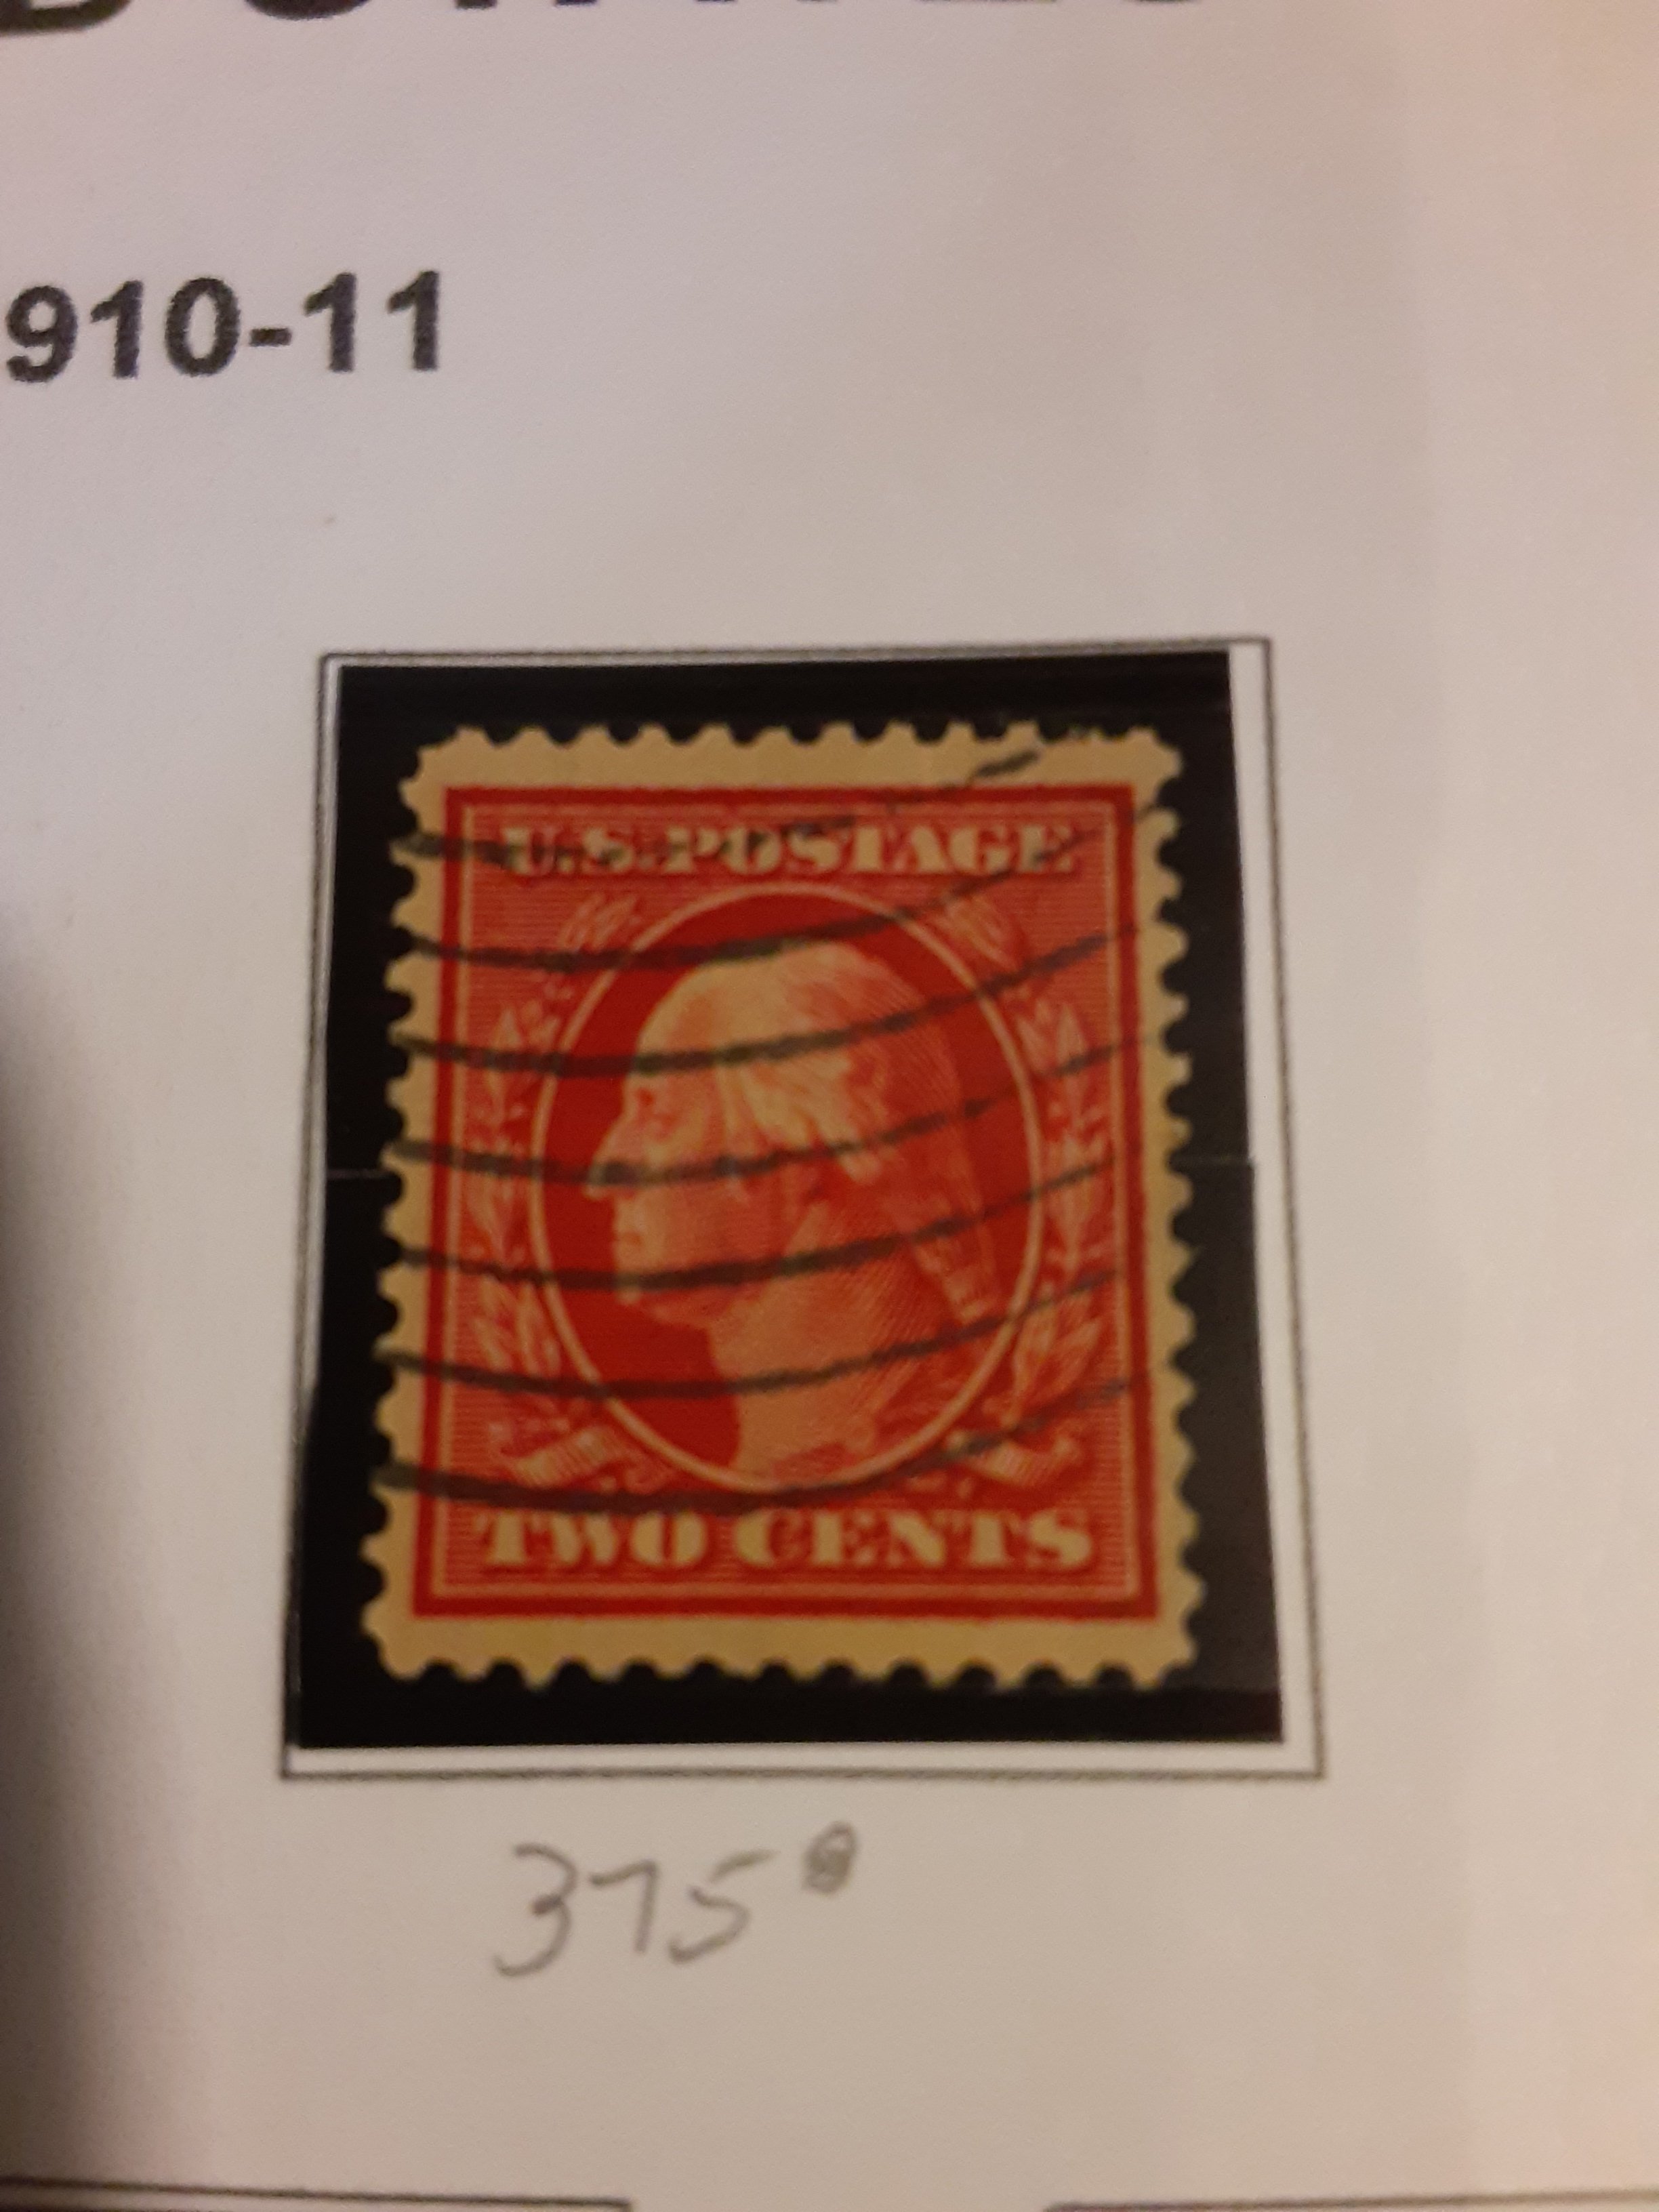 910-11
U.S.POSTAGE
TWO CENTS
375